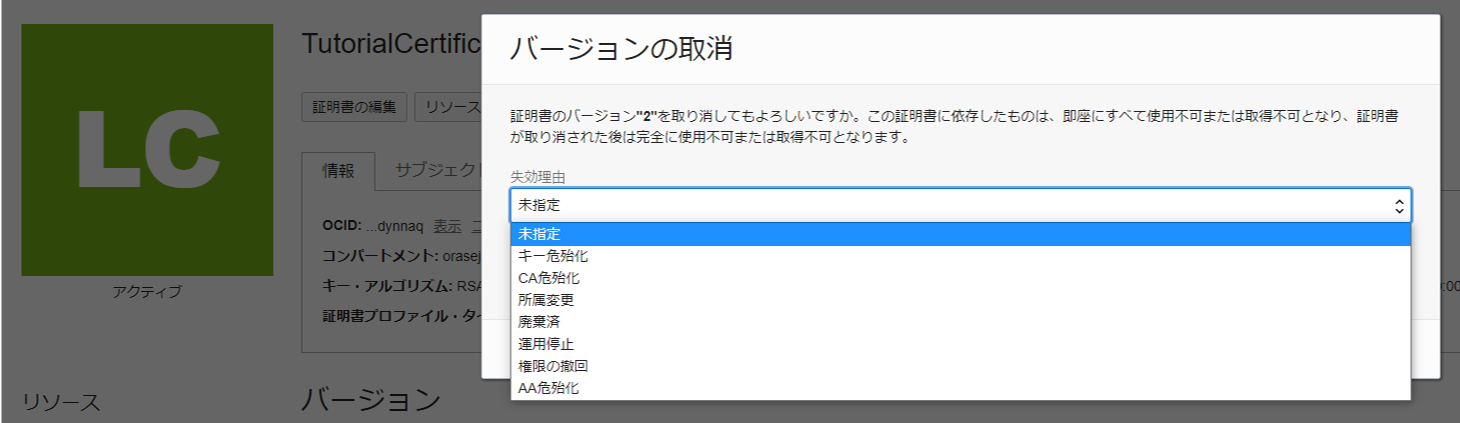 LC
アクティブ
リソース
TutorialCertific
証明書の編集 リソース
情報 サブジェクト
OCID: ...dynnaq 表示
コンパートメント: orasej
キー・アルゴリズム: RSA
証明書プロファイル・タイ
バージョン
バージョンの取消
証明書のバージョン"2"を取り消してもよろしいですか。この証明書に依存したものは、即座にすべて使用不可または取得不可となり、証明書
が取り消された後は完全に使用不可または取得不可となります。
失効理由
未指定
未指定
キー危殆化
CA危殆化
所属変更
廃棄済
運用停止
権限の撤回
AA危殆化
:00